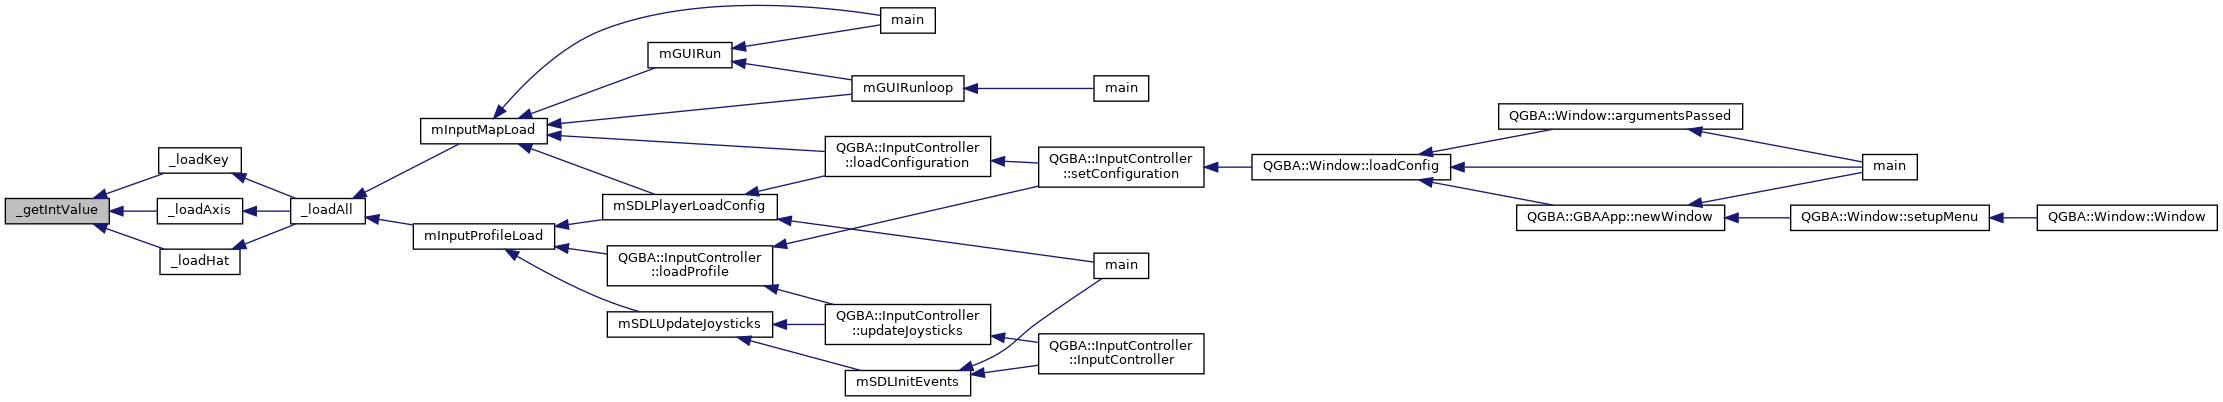 _getIntValue
_loadKey
_loadAxis
_loadHat
_loadAll
mInputMapLoad
mInputProfileLoad
main
mGUIRun
mGUIRunloop
main
QGBA::InputController
::loadConfiguration
mSDLPlayerLoadConfig
QGBA::InputController
::loadProfile
mSDLUpdateJoysticks
QGBA::InputController
::updateJoysticks
mSDLInitEvents
QGBA::InputController
::setConfiguration
main
QGBA::InputController
::InputController
QGBA::Window::loadConfig
QGBA::Window::argumentsPassed
main
QGBA::GBAApp::newWindow
QGBA::Window::setupMenu
QGBA::Window::Window